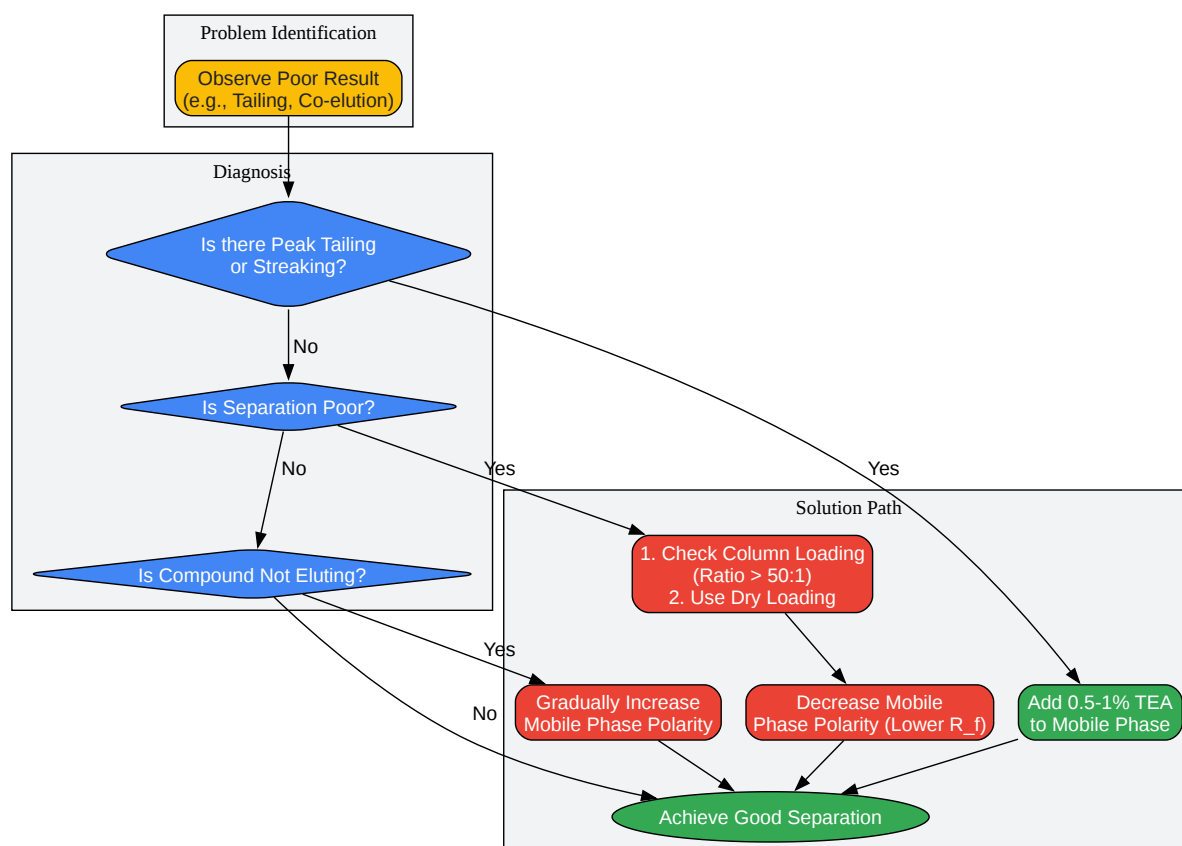 Problem Identification
Observe Poor Result
(e.g., Tailing, Co-elution)
Diagnosis
Is there Peak Tailing
or Streaking?
No
Is Separation Poor?
No
Yes
Yes
Solution Path
1. Check Column Loading
(Ratio > 50:1)
2. Use Dry Loading
Is Compound Not Eluting?
Yes
No
Gradually Increase
Mobile Phase Polarity
Decrease Mobile
Phase Polarity (Lower R_f)
Add 0.5-1% TEA
to Mobile Phase
Achieve Good Separation